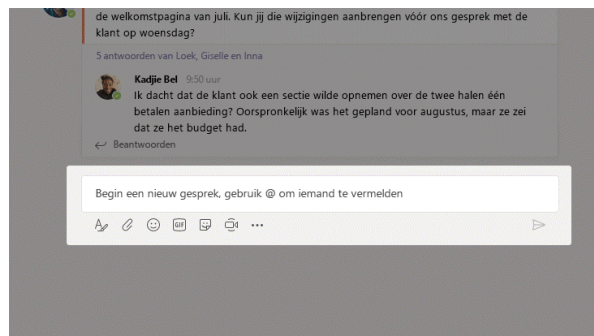 de welkomstpagina van juli. Kun jij die wijzigingen aanbrengen vóór ons gesprek met de
klant op woensdag?
5 antwoorden van Loek, Giselle en Inna
Kadjie Bel 9:50 uur
Ik dacht dat de klant ook een sectie wilde opnemen over de twee halen één
betalen aanbieding? Oorspronkelijk was het gepland voor augustus, maar ze zei
dat ze het budget had.
Beantwoorden
Begin een nieuw gesprek, gebruik @ om iemand te vermelden
GIF